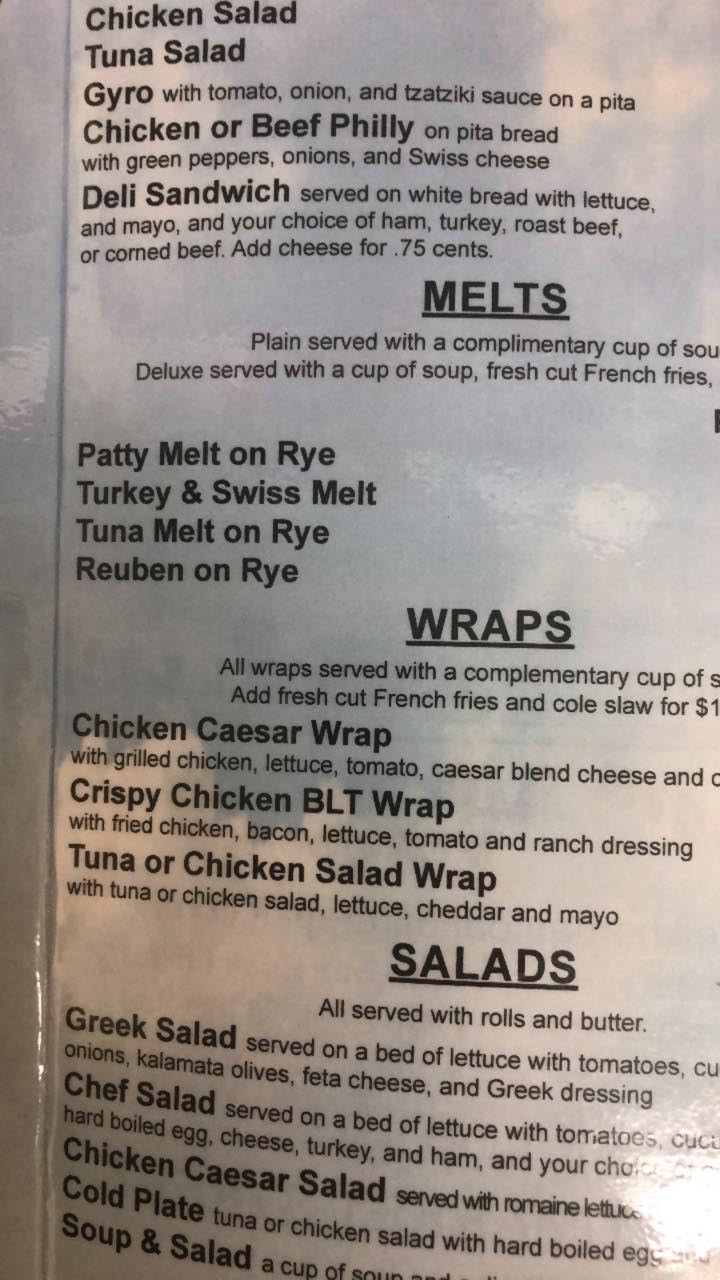 Chicken Salad
Tuna Salad
Gyro with tomato, onion, and tzatziki sauce on a pita
Chicken or Beef Philly on pita bread
with green peppers, onions, and Swiss cheese
Deli Sandwich served on white bread with lettuce,
and mayo, and your choice of ham, turkey, roast beef,
or corned beef. Add cheese for .75 cents.
MELTS
Plain served with a complimentary cup of sou
Deluxe served with a cup of soup, fresh cut French fries,
Patty Melt on Rye
Turkey & Swiss Melt
Tuna Melt on Rye
Reuben on Rye
WRAPS
All wraps served with a complementary cup of s
Add fresh cut French fries and cole slaw for $1
Chicken Caesar Wrap
with grilled chicken, lettuce, tomato, caesar blend cheese and c
Crispy Chicken BLT Wrap
with fried chicken, bacon, lettuce, tomato and ranch dressing
Tuna or Chicken Salad Wrap
with tuna or chicken salad, lettuce, cheddar and mayo
SALADS
All served with rolls and butter.
Greek Salad served on a bed of lettuce with tomatoes, cu
onions, kalamata olives, feta cheese, and Greek dressing
Chef Salad served on a bed of lettuce with tomatoes, cucu
hard boiled egg, cheese, turkey, and ham, and your choice of
Chicken Caesar Salad served with romaine lettuce
Cold Plate tuna or chicken salad with hard boiled egg and
Soup & Salad a cup of soup and